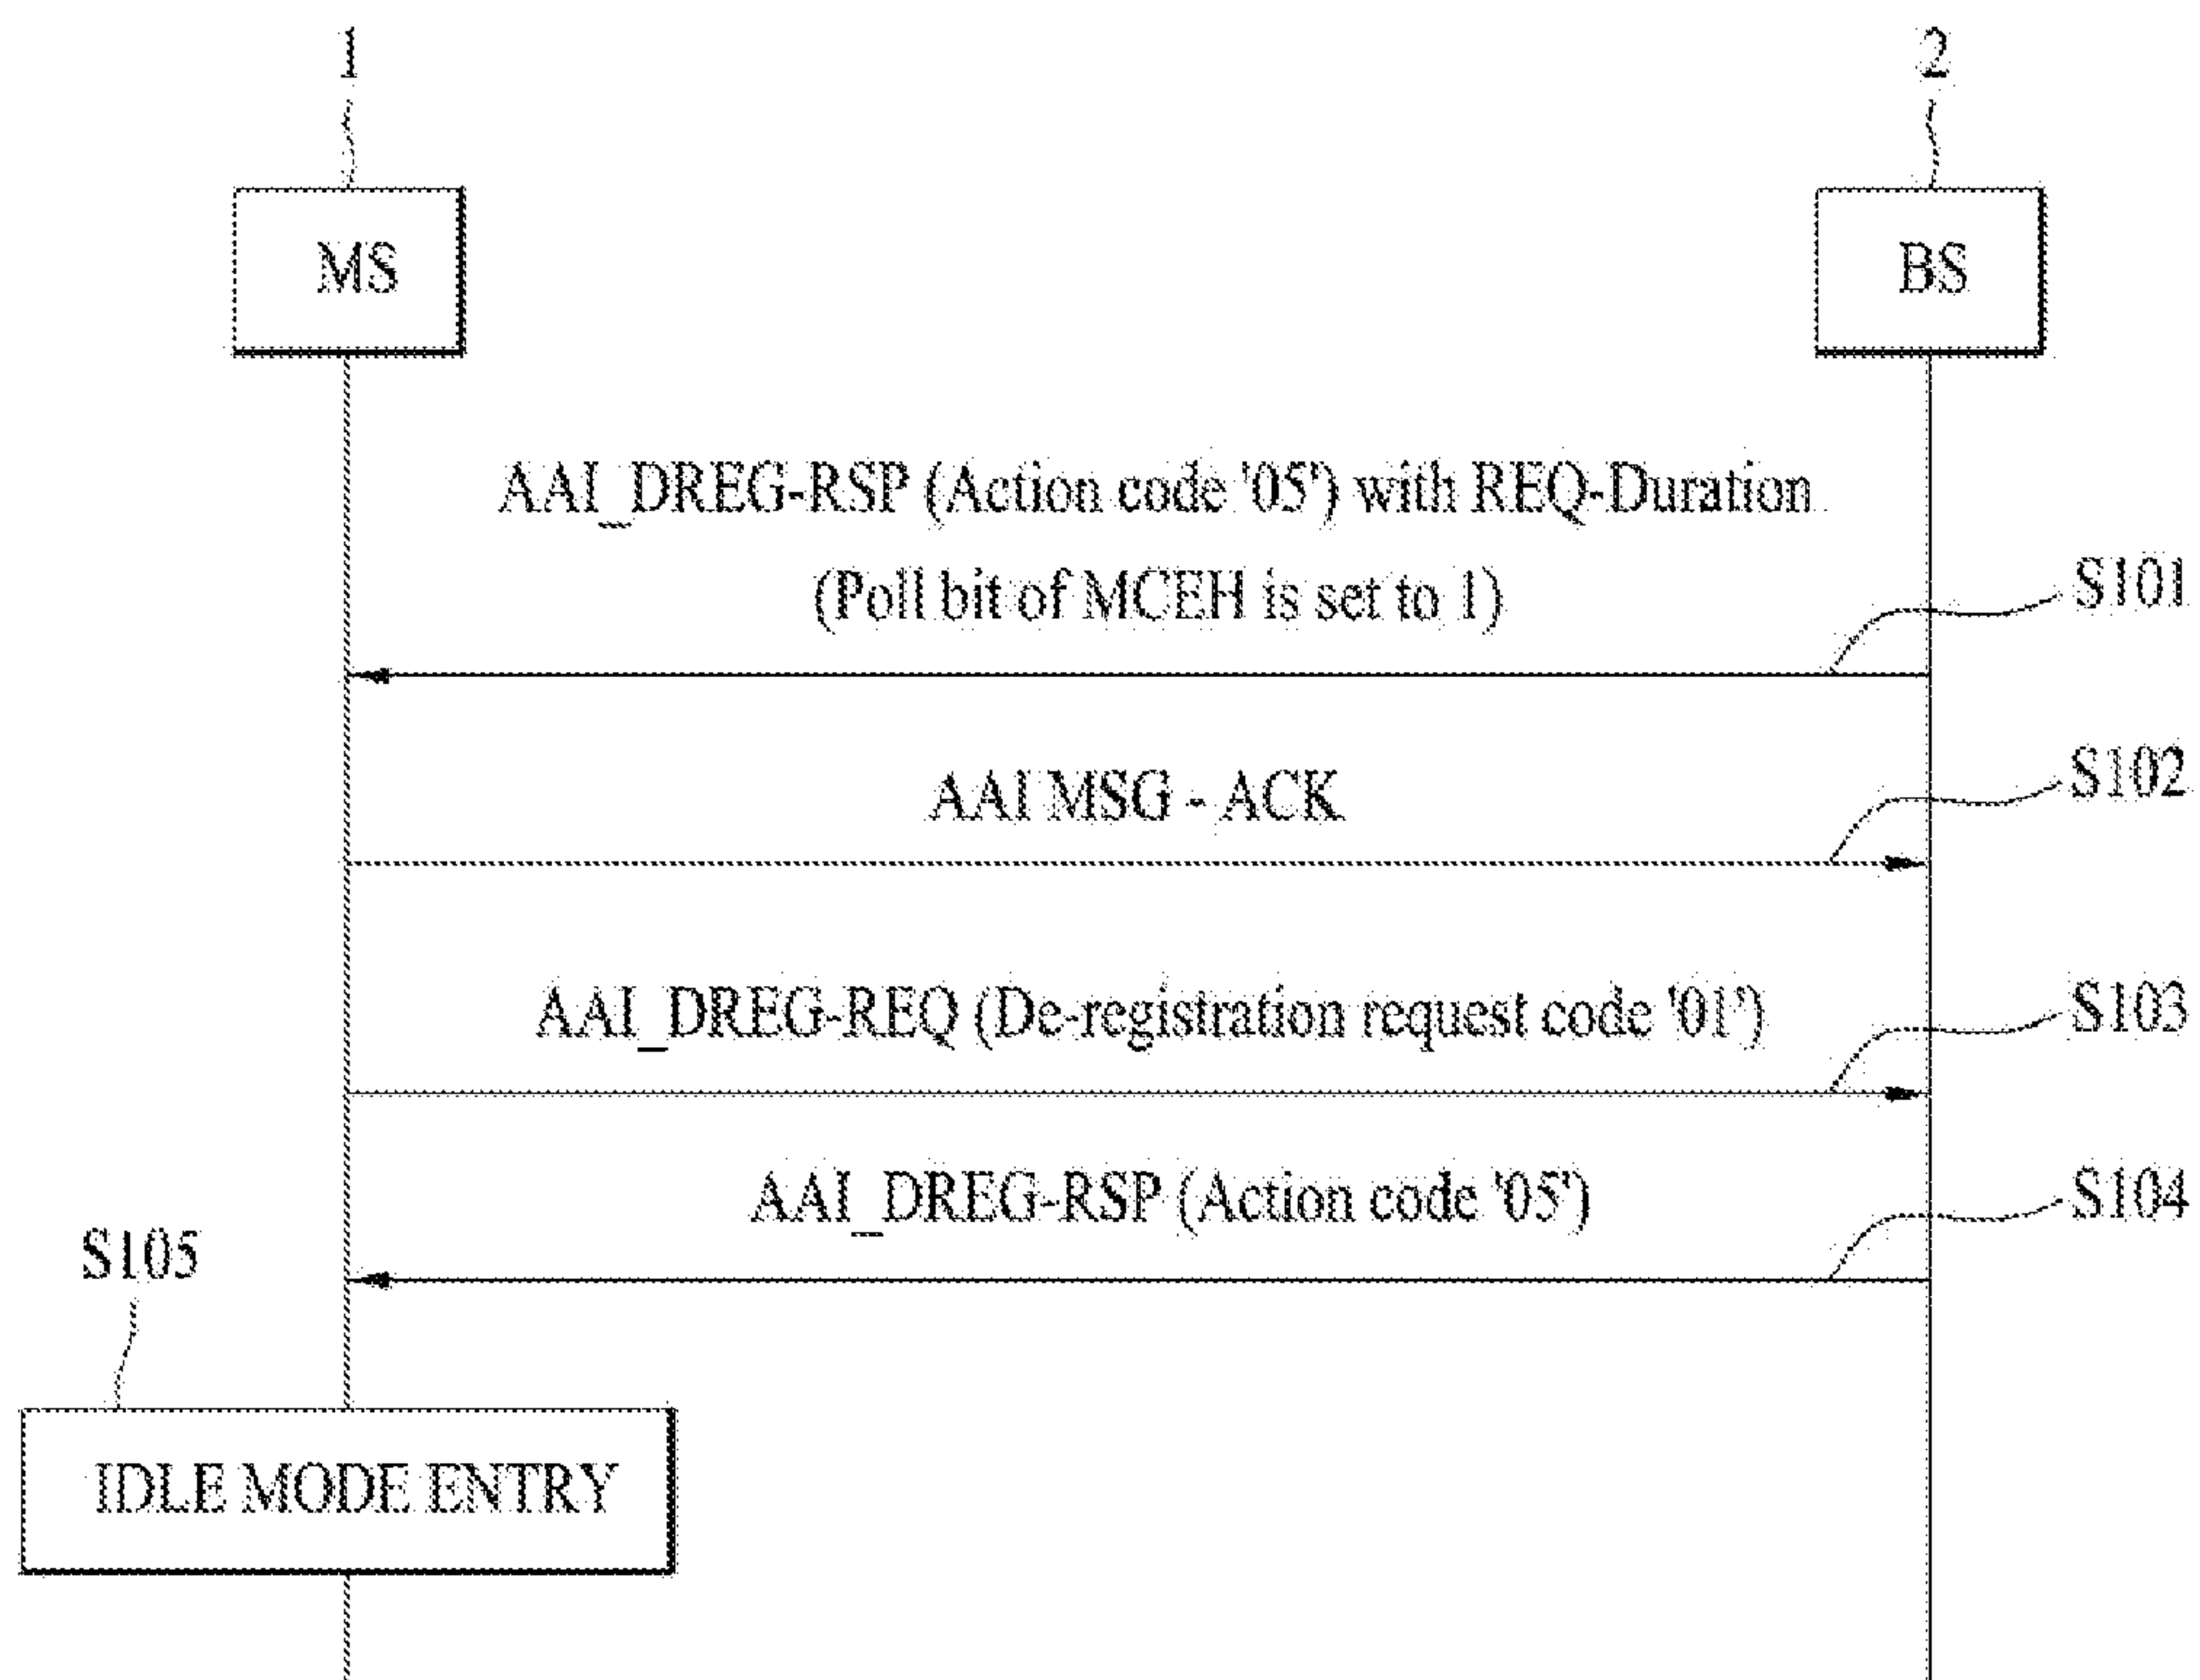 1
2
MS
BS
AAI_DREG-RSP (Action code '05') with REQ-Duration
(Poll bit of MCEH is set to 1)
S101
AAI MSG - ACK
S102
AAI_DREG-REQ (De-registration request code '01')
S103
AAI_DREG-RSP (Action code '05')
S104
S105
IDLE MODE ENTRY